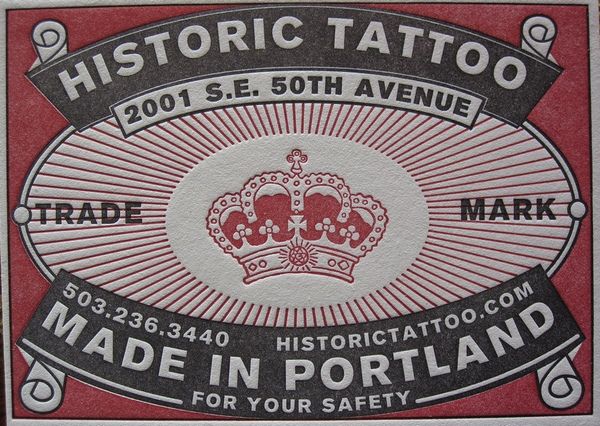 HISTORIC TATTOO
2001 S.E. 50TH AVENUE
TRADE MARK
503.236.3440 HISTORICTATTOO.COM
MADE IN PORTLAND
FOR YOUR SAFETY